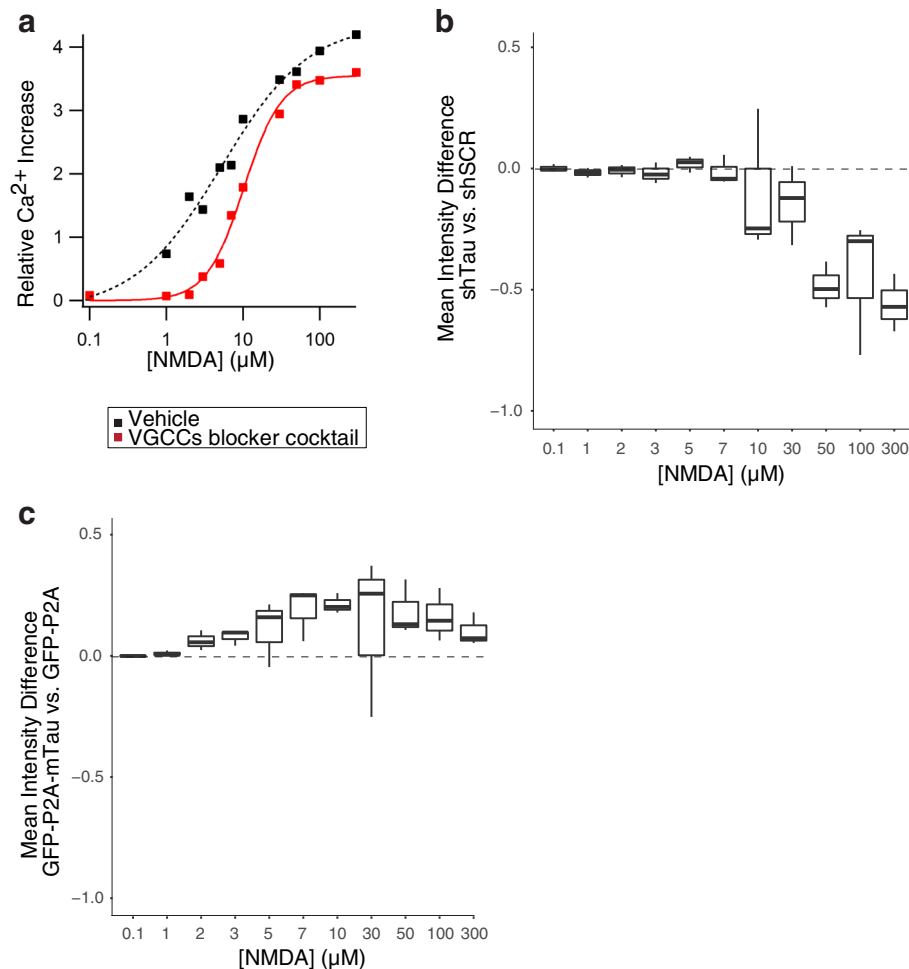 a
Relative Ca2+ Increase
4
3
2
1
0
0.1 1 10 100
[NMDA] (µM)
Vehicle
VGCCs blocker cocktail
b
Mean Intensity Difference
shTau vs. shSCR
0.5
0.0
−0.5
−1.0
0.1 1 2 3 5 7 10 30 50 100 300
[NMDA] (µM)
c
Mean Intensity Difference
GFP-P2A-mTau vs. GFP-P2A
0.5
0.0
−0.5
−1.0
0.1 1 2 3 5 7 10 30 50 100 300
[NMDA] (µM)